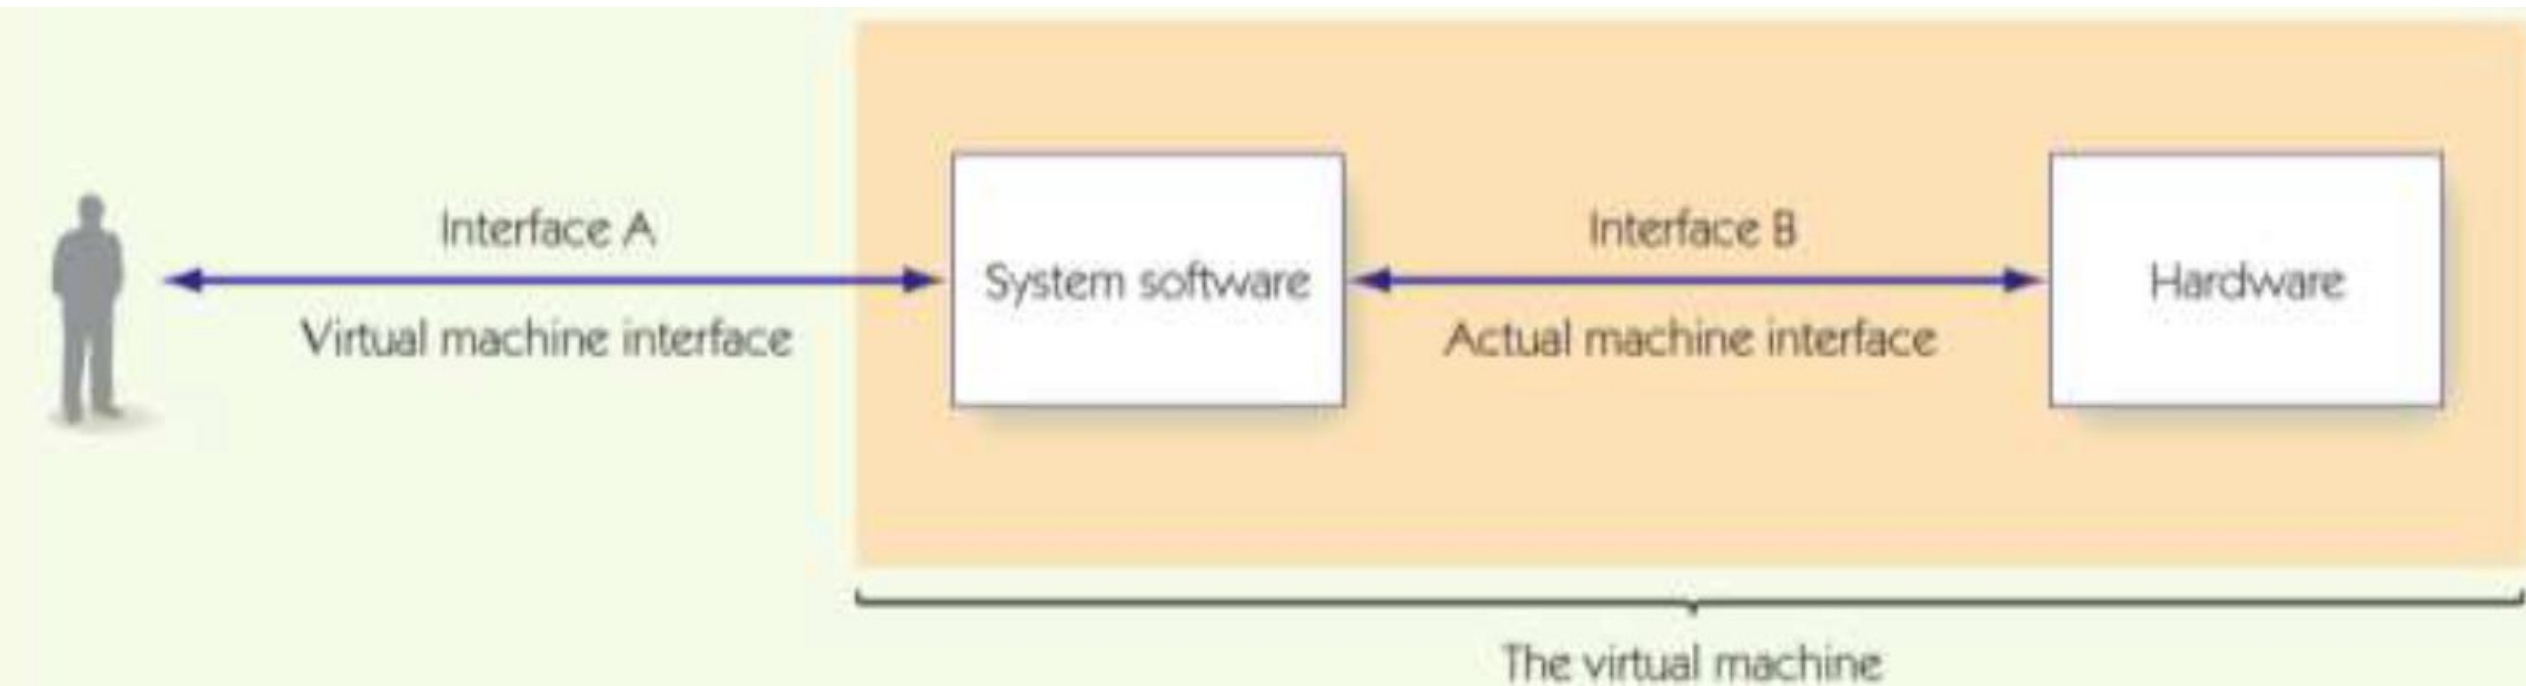 Interface A
Virtual machine interface
System software
Interface B
Actual machine interface
Hardware
The virtual machine